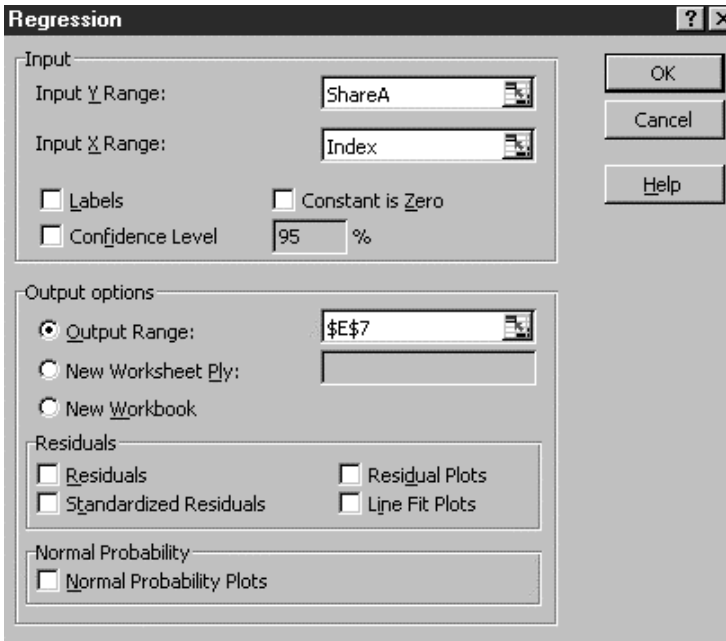 Regression
Input
Input Y Range: ShareA
Input X Range: Index
Labels Constant is Zero
Confidence Level 95 %
OK
Cancel
Help
Output options
Output Range: $E$7
New Worksheet Ply:
New Workbook
Residuals
Residuals Residual Plots
Standardized Residuals Line Fit Plots
Normal Probability
Normal Probability Plots